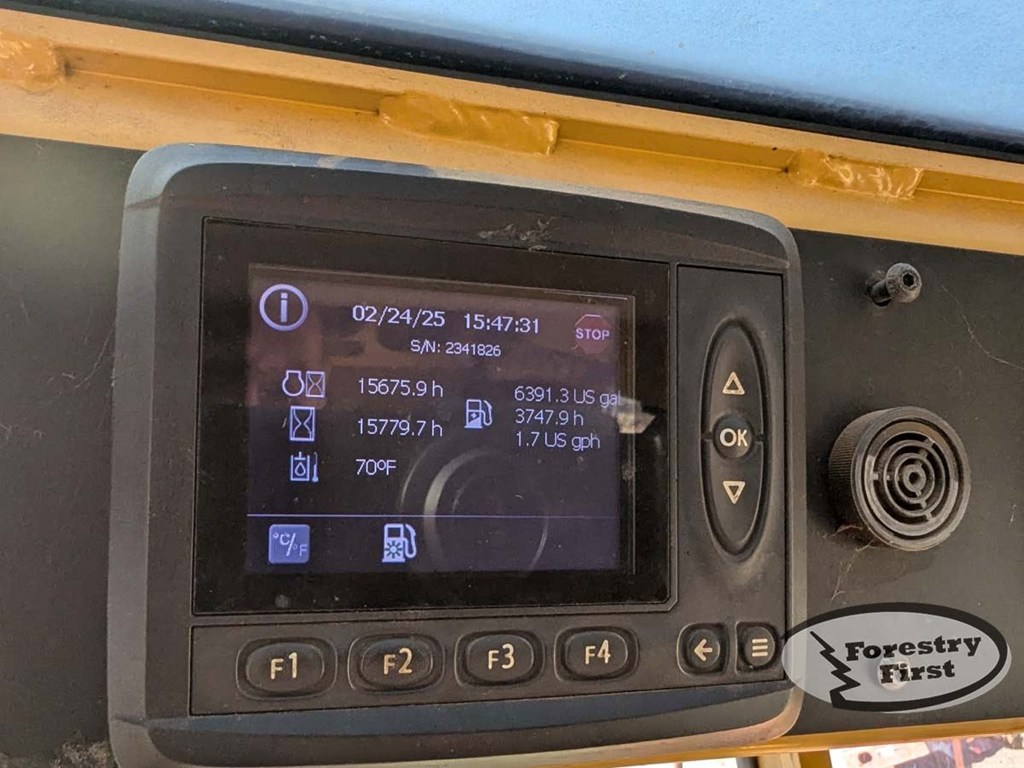 02/24/25 15:47:31
STOP
S/N: 2341826
15675.9 h
15779.7 h
70ºF
6391.3 US gal
3747.9 h
1.7 US gph
°C/°F
OK
F1 F2 F3 F4
Forestry
First